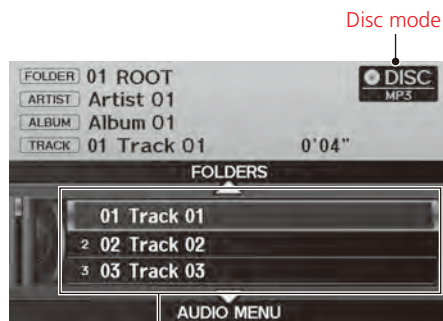 Disc mode
FOLDER 01 ROOT
DISC
MP3
ARTIST Artist 01
ALBUM Album 01
TRACK 01 Track 01 0'04"
FOLDERS
01 Track 01
2 02 Track 02
3 03 Track 03
AUDIO MENU